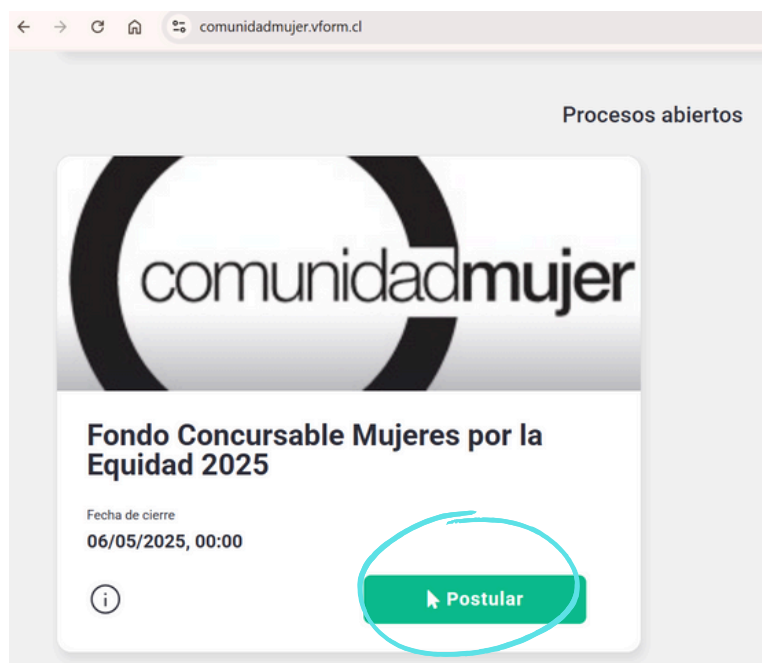 comunidadmujer.vform.cl
Procesos abiertos
comunidadmujer
Fondo Concursable Mujeres por la
Equidad 2025
Fecha de cierre
06/05/2025, 00:00
i
Postular